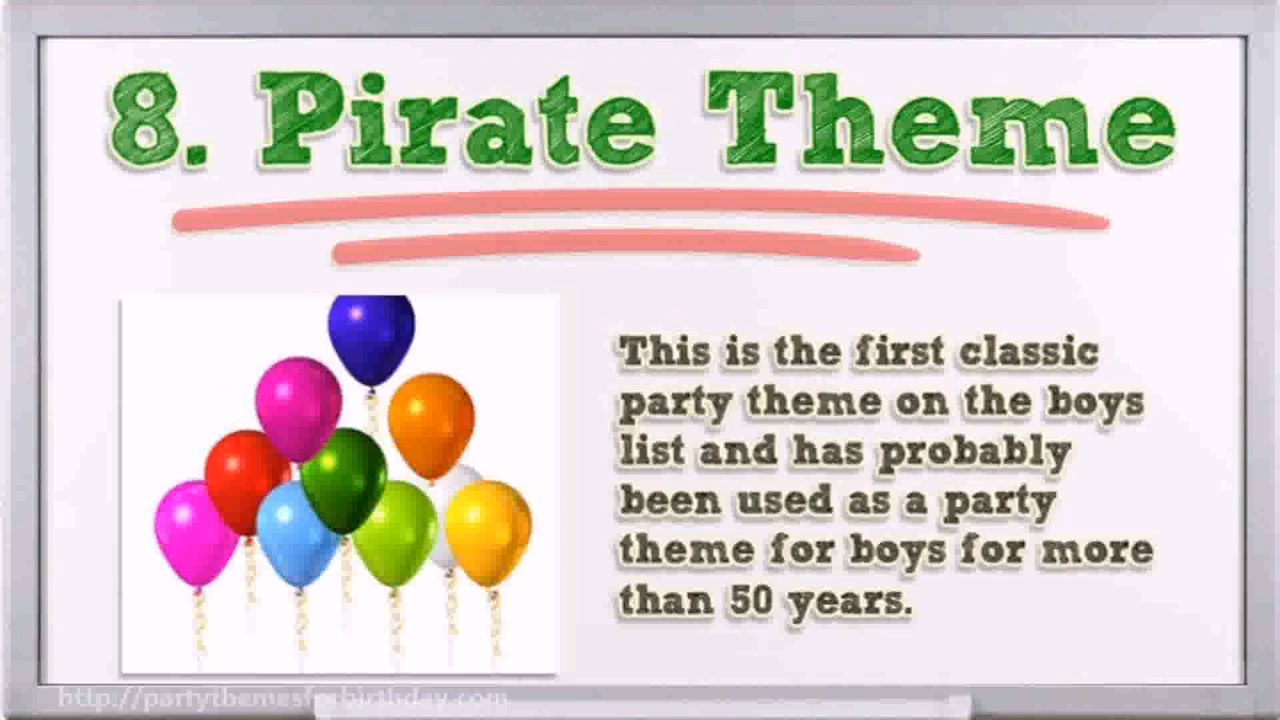 8. Pirate Theme
This is the first classic
party theme on the boys
list and has probably
been used as a party
theme for boys for more
than 50 years.
http://partythemesforbirthday.com